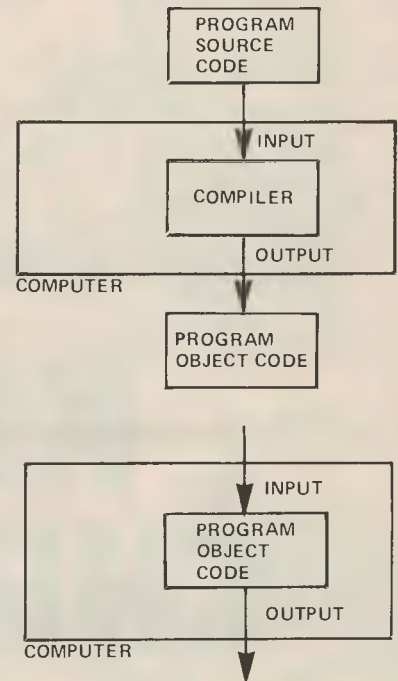 PROGRAM
SOURCE
CODE
INPUT
COMPILER
OUTPUT
COMPUTER
PROGRAM
OBJECT CODE
INPUT
PROGRAM
OBJECT
CODE
OUTPUT
COMPUTER